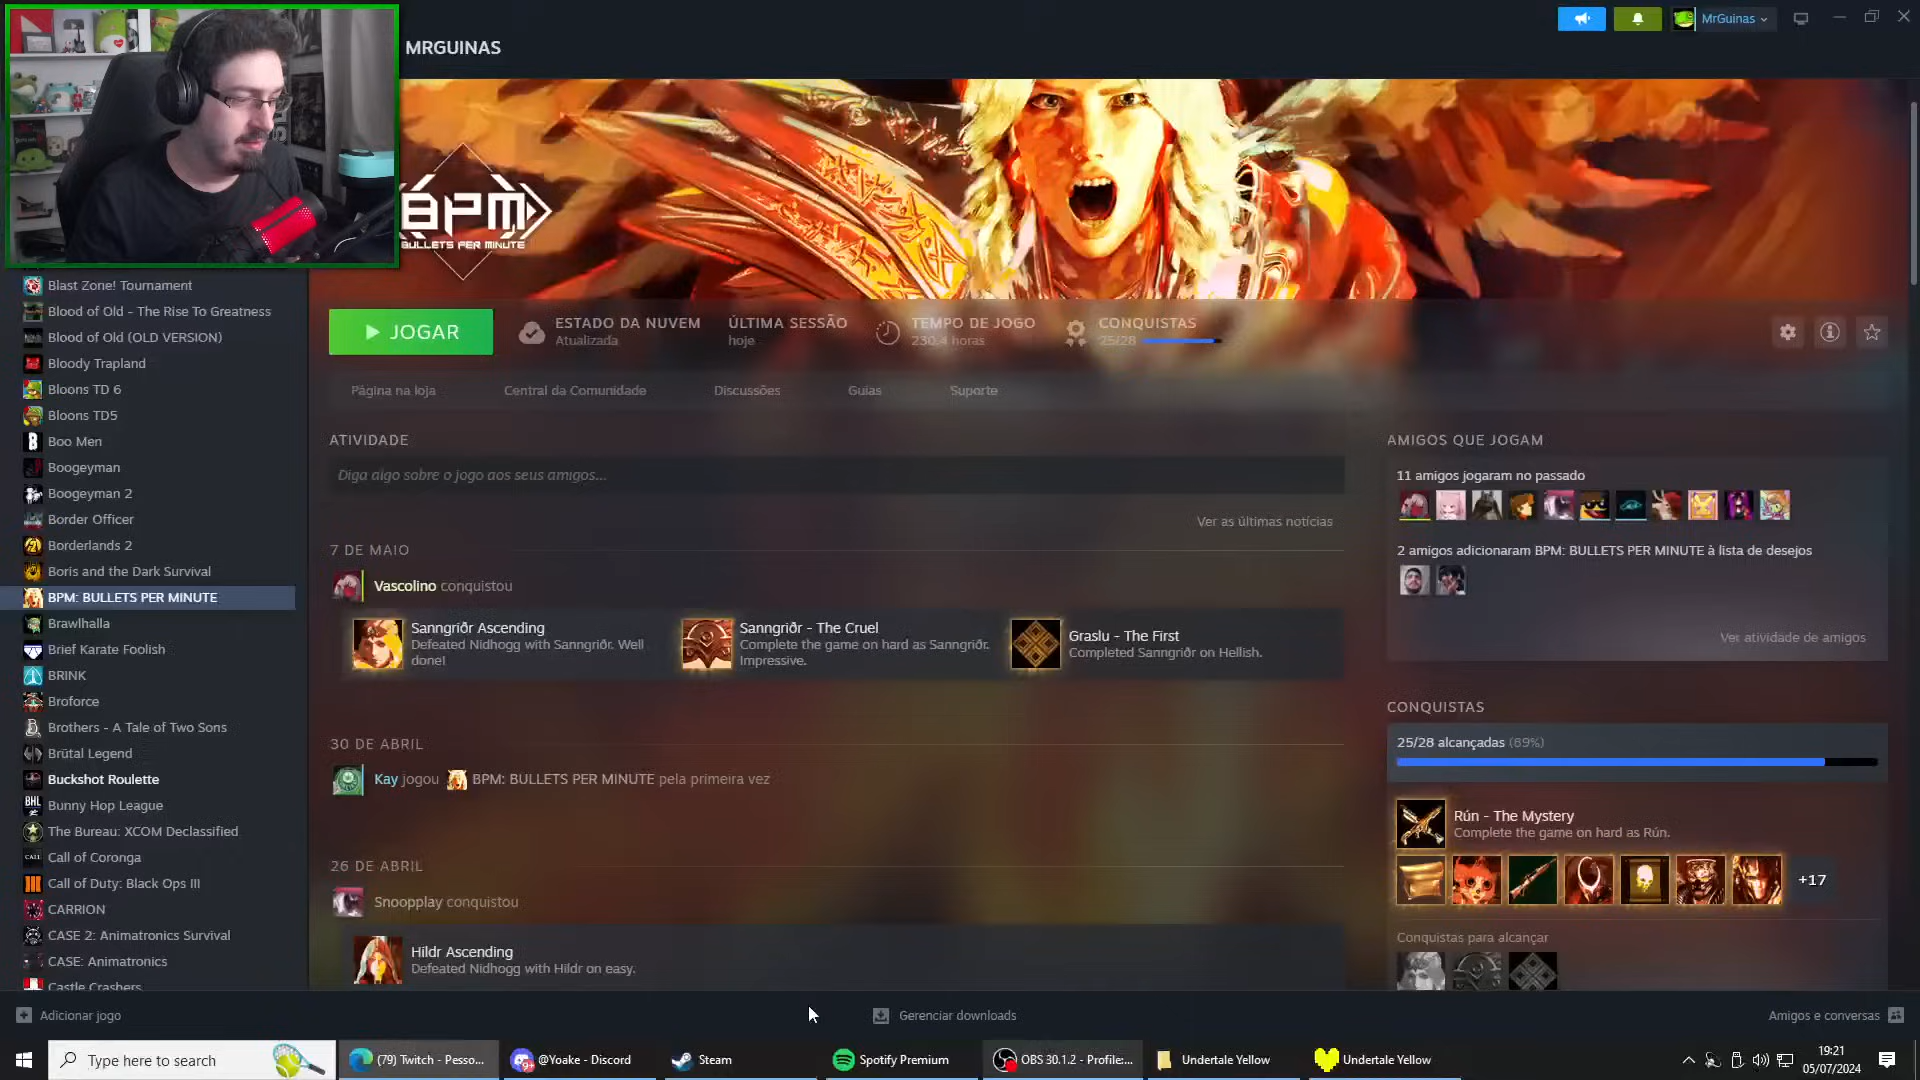 MrGuinas
MRGUINAS
BPM
BULLETS PER MINUTE
Blast Zone! Tournament
Blood of Old - The Rise To Greatness
Blood of Old (OLD VERSION)
Bloody Trapland
Bloons TD 6
Bloons TD5
Boo Men
Boogeyman
Boogeyman 2
Border Officer
Borderlands 2
Boris and the Dark Survival
BPM: BULLETS PER MINUTE
Brawlhalla
Brief Karate Foolish
BRINK
Broforce
Brothers - A Tale of Two Sons
Brütal Legend
Buckshot Roulette
Bunny Hop League
The Bureau: XCOM Declassified
Call of Coronga
Call of Duty: Black Ops III
CARRION
CASE 2: Animatronics Survival
CASE: Animatronics
Castle Crashers
JOGAR
ESTADO DA NUVEM
Atualizada
ÚLTIMA SESSÃO
hoje
TEMPO DE JOGO
230.4 horas
CONQUISTAS
25/28
Página na loja
Central da Comunidade
Discussões
Guias
Suporte
ATIVIDADE
Diga algo sobre o jogo aos seus amigos...
Ver as últimas notícias
7 DE MAIO
Vascolino conquistou
Sanngriðr Ascending
Defeated Nidhogg with Sanngriðr. Well
done!
Sanngriðr - The Cruel
Complete the game on hard as Sanngriðr.
Impressive.
Graslu - The First
Completed Sanngriðr on Hellish.
30 DE ABRIL
Kay jogou BPM: BULLETS PER MINUTE pela primeira vez
26 DE ABRIL
Snoopplay conquistou
Hildr Ascending
Defeated Nidhogg with Hildr on easy.
AMIGOS QUE JOGAM
11 amigos jogaram no passado
2 amigos adicionaram BPM: BULLETS PER MINUTE à lista de desejos
Ver atividade de amigos
CONQUISTAS
25/28 alcançadas (89%)
Rún - The Mystery
Complete the game on hard as Rún.
+17
Conquistas para alcançar
Adicionar jogo
Gerenciar downloads
Amigos e conversas
Type here to search
(79) Twitch - Pesso...
@Yoake - Discord
Steam
Spotify Premium
OBS 30.1.2 - Profile:...
Undertale Yellow
Undertale Yellow
19:21
05/07/2024